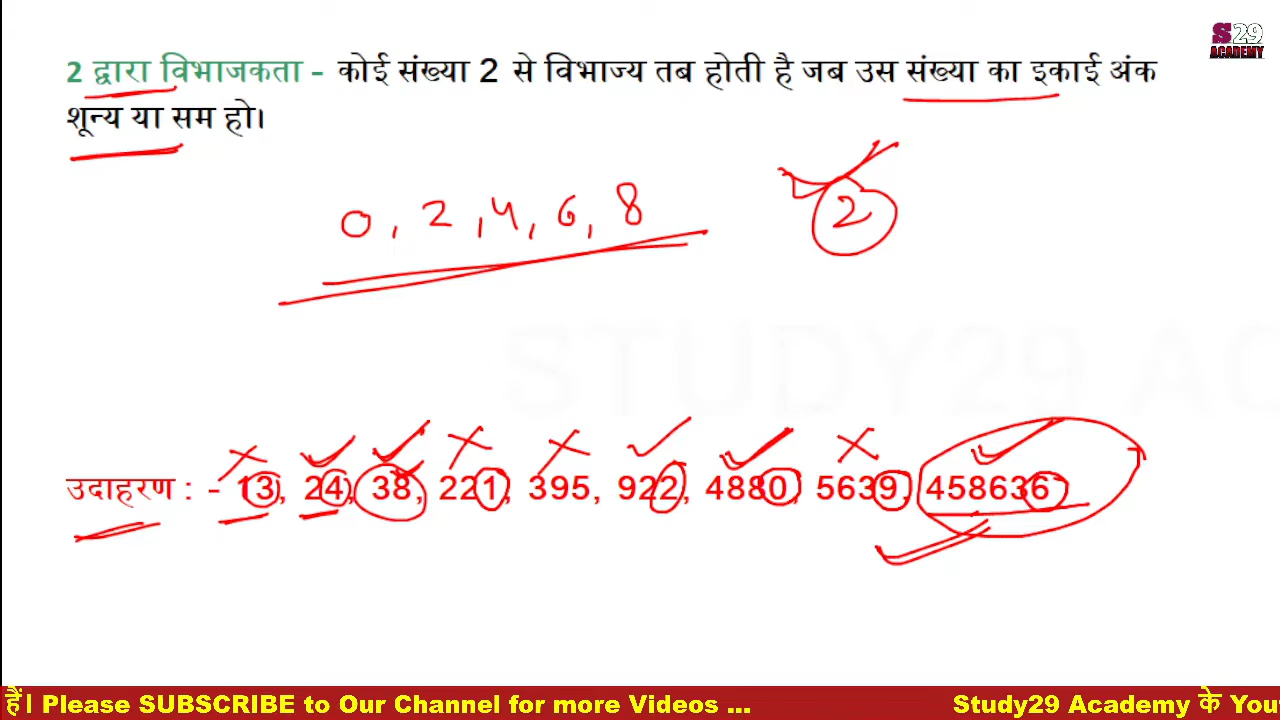 S29
ACADEMY
2 द्वारा विभाजकता - कोई संख्या 2 से विभाज्य तब होती है जब उस संख्या का इकाई अंक
शून्य या सम हो।
0, 2, 4, 6, 8
2
STUDY29 AC
उदाहरण : - 13, 24, 38, 221, 395, 922, 4880, 5639, 458636
हैं। Please SUBSCRIBE to Our Channel for more Videos ... Study29 Academy के You